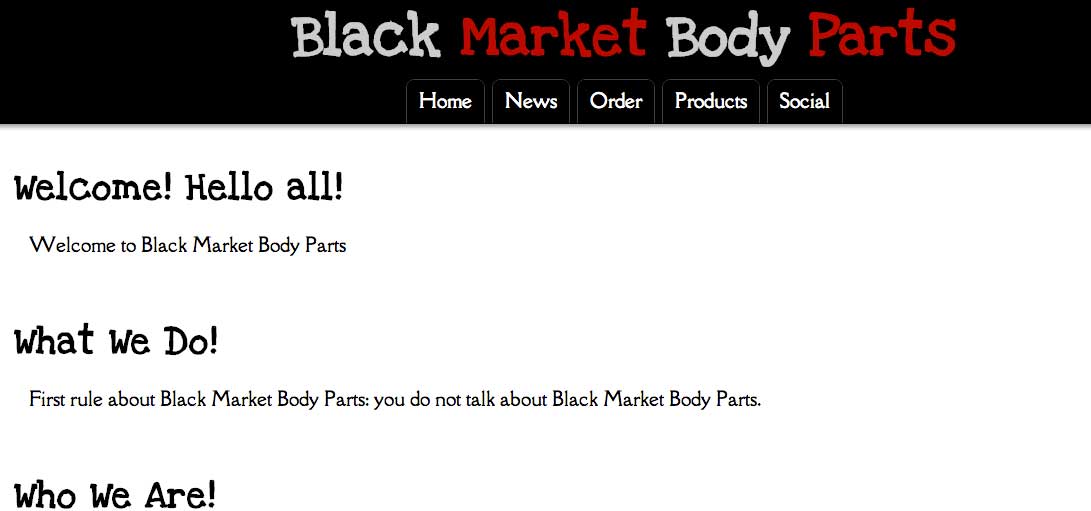 Black Market Body Parts
Home News Order Products Social
Welcome! Hello all!
Welcome to Black Market Body Parts
What We Do!
First rule about Black Market Body Parts: you do not talk about Black Market Body Parts.
Who We Are!